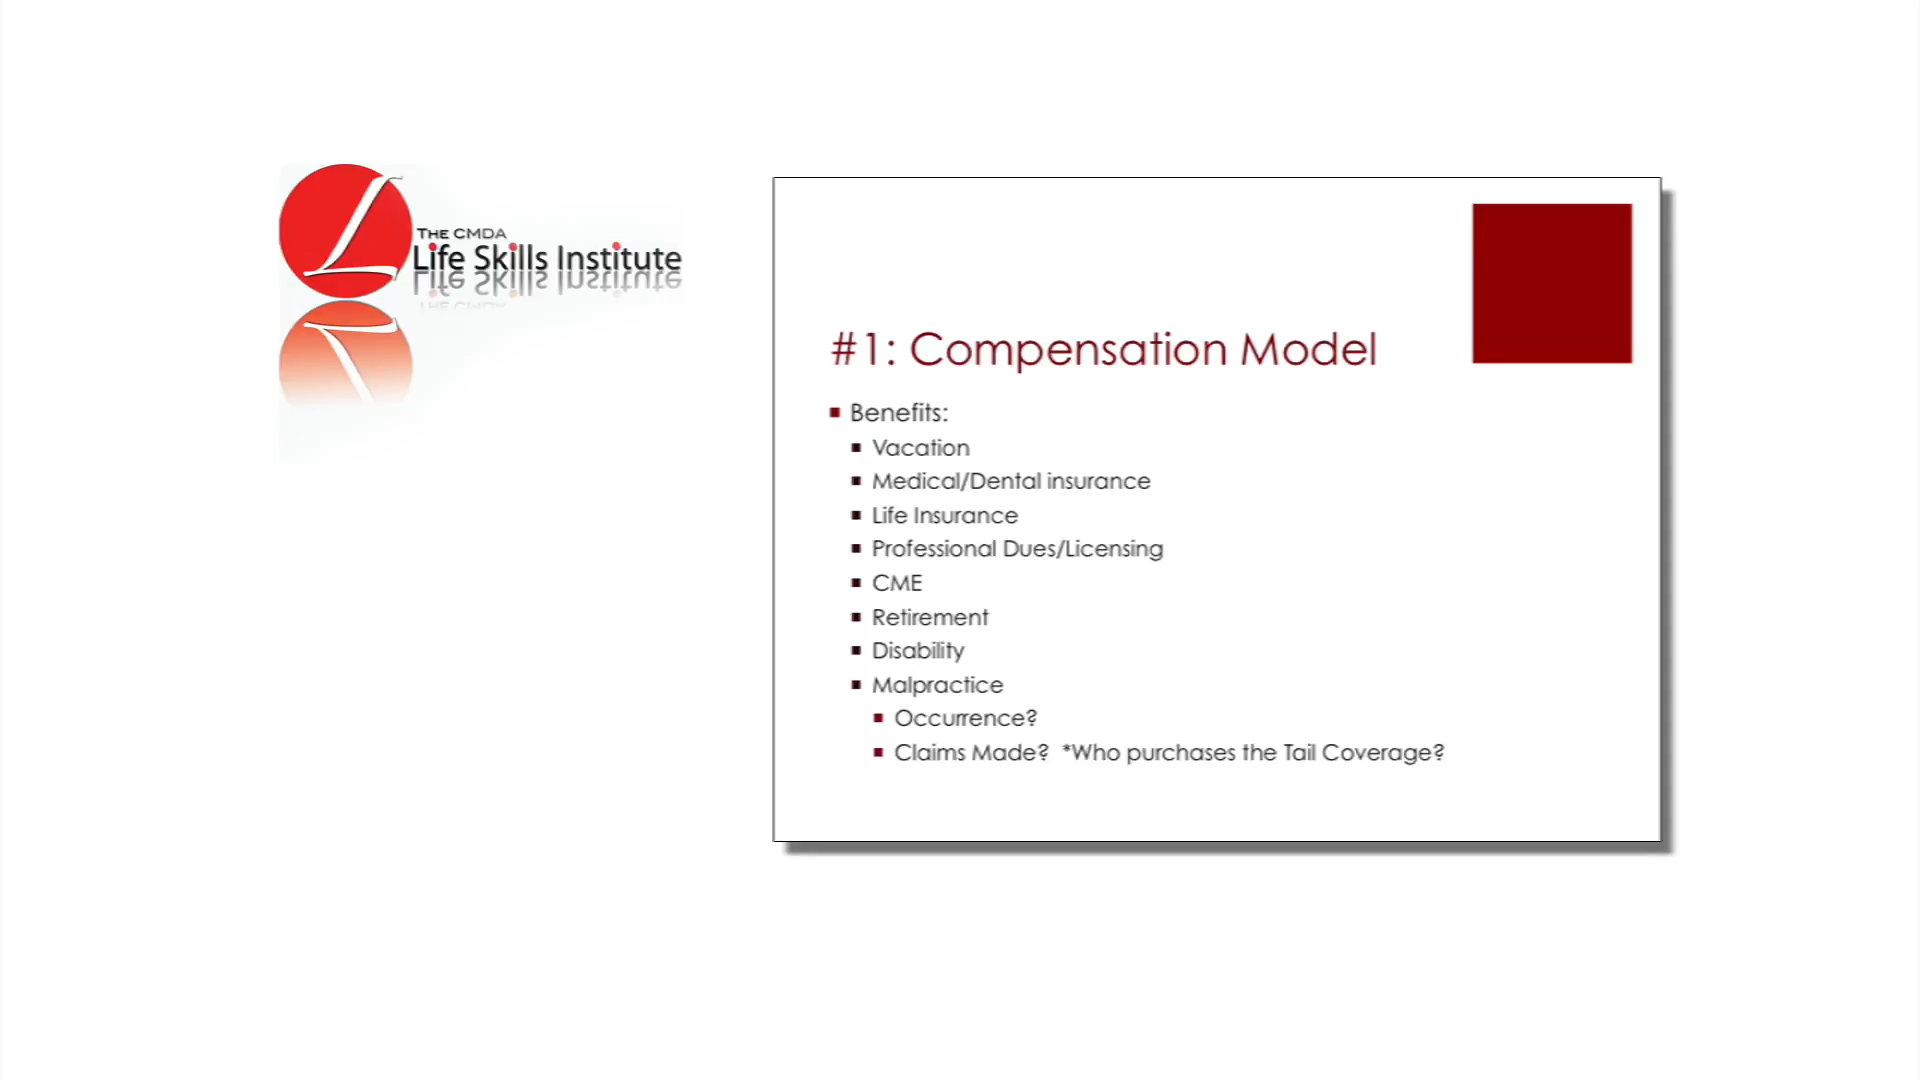 THE CMDA
Life Skills Institute
#1: Compensation Model
Benefits:
Vacation
Medical/Dental insurance
Life Insurance
Professional Dues/Licensing
CME
Retirement
Disability
Malpractice
Occurrence?
Claims Made?  *Who purchases the Tail Coverage?